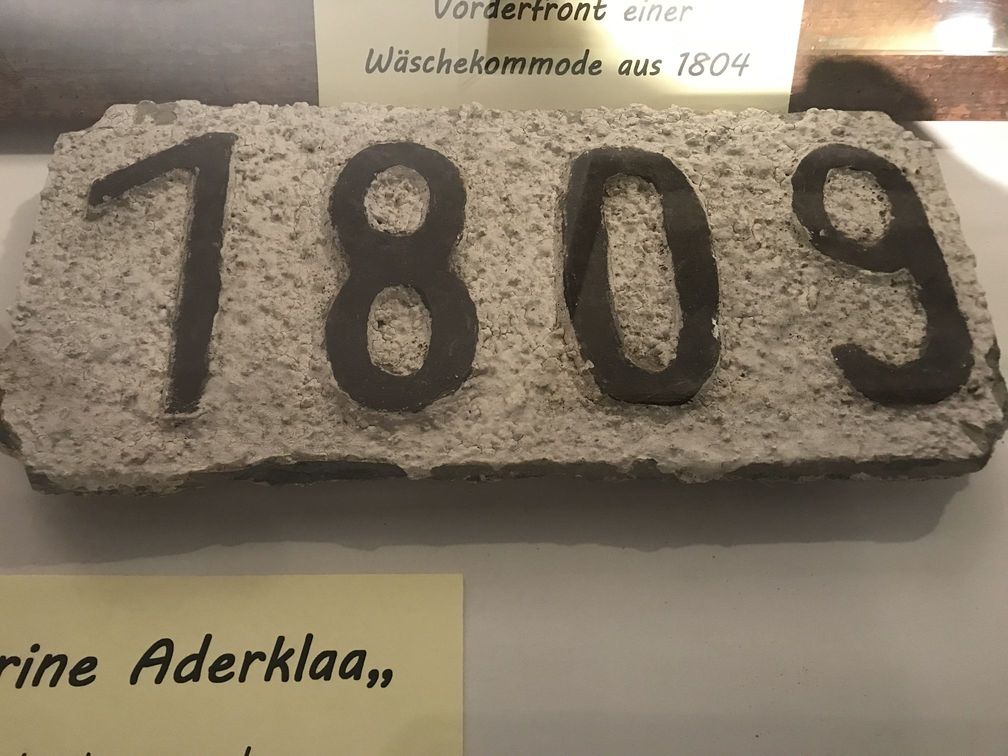 Vorderfront einer
Wäschekommode aus 1804
1809
rine Aderklaa„